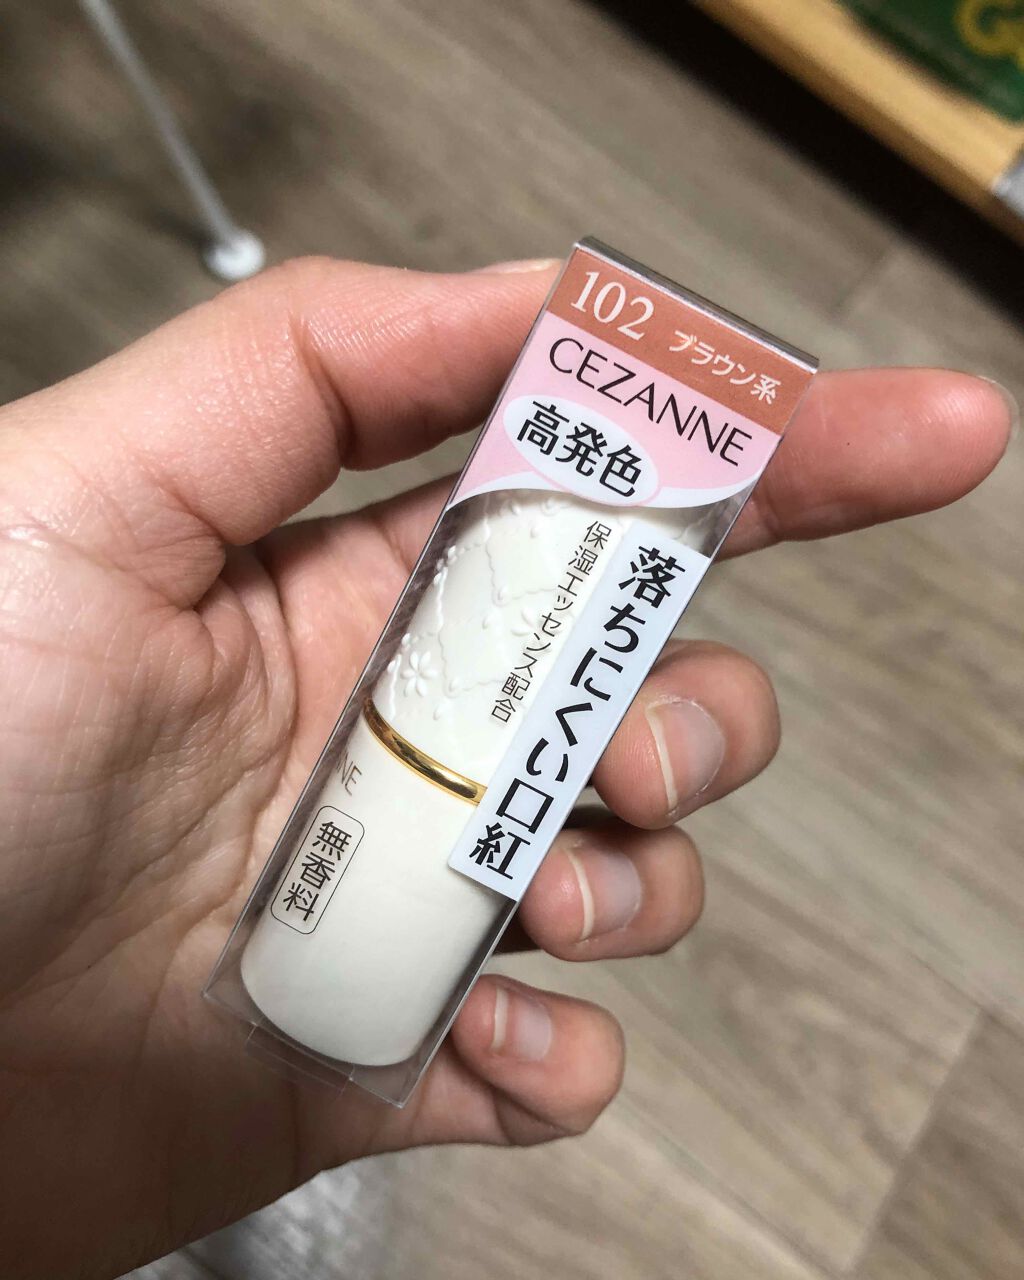 102 ブラウン系
CEZANNE
高発色
保湿エッセンス配合
落ちにくい口紅
NNE
無香料